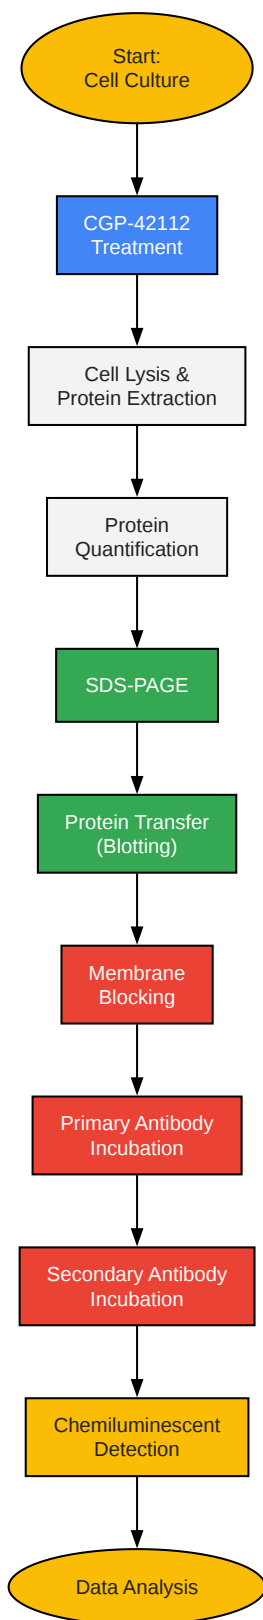 Start:
Cell Culture
CGP-42112
Treatment
Cell Lysis &
Protein Extraction
Protein
Quantification
SDS-PAGE
Protein Transfer
(Blotting)
Membrane
Blocking
Primary Antibody
Incubation
Secondary Antibody
Incubation
Chemiluminescent
Detection
Data Analysis